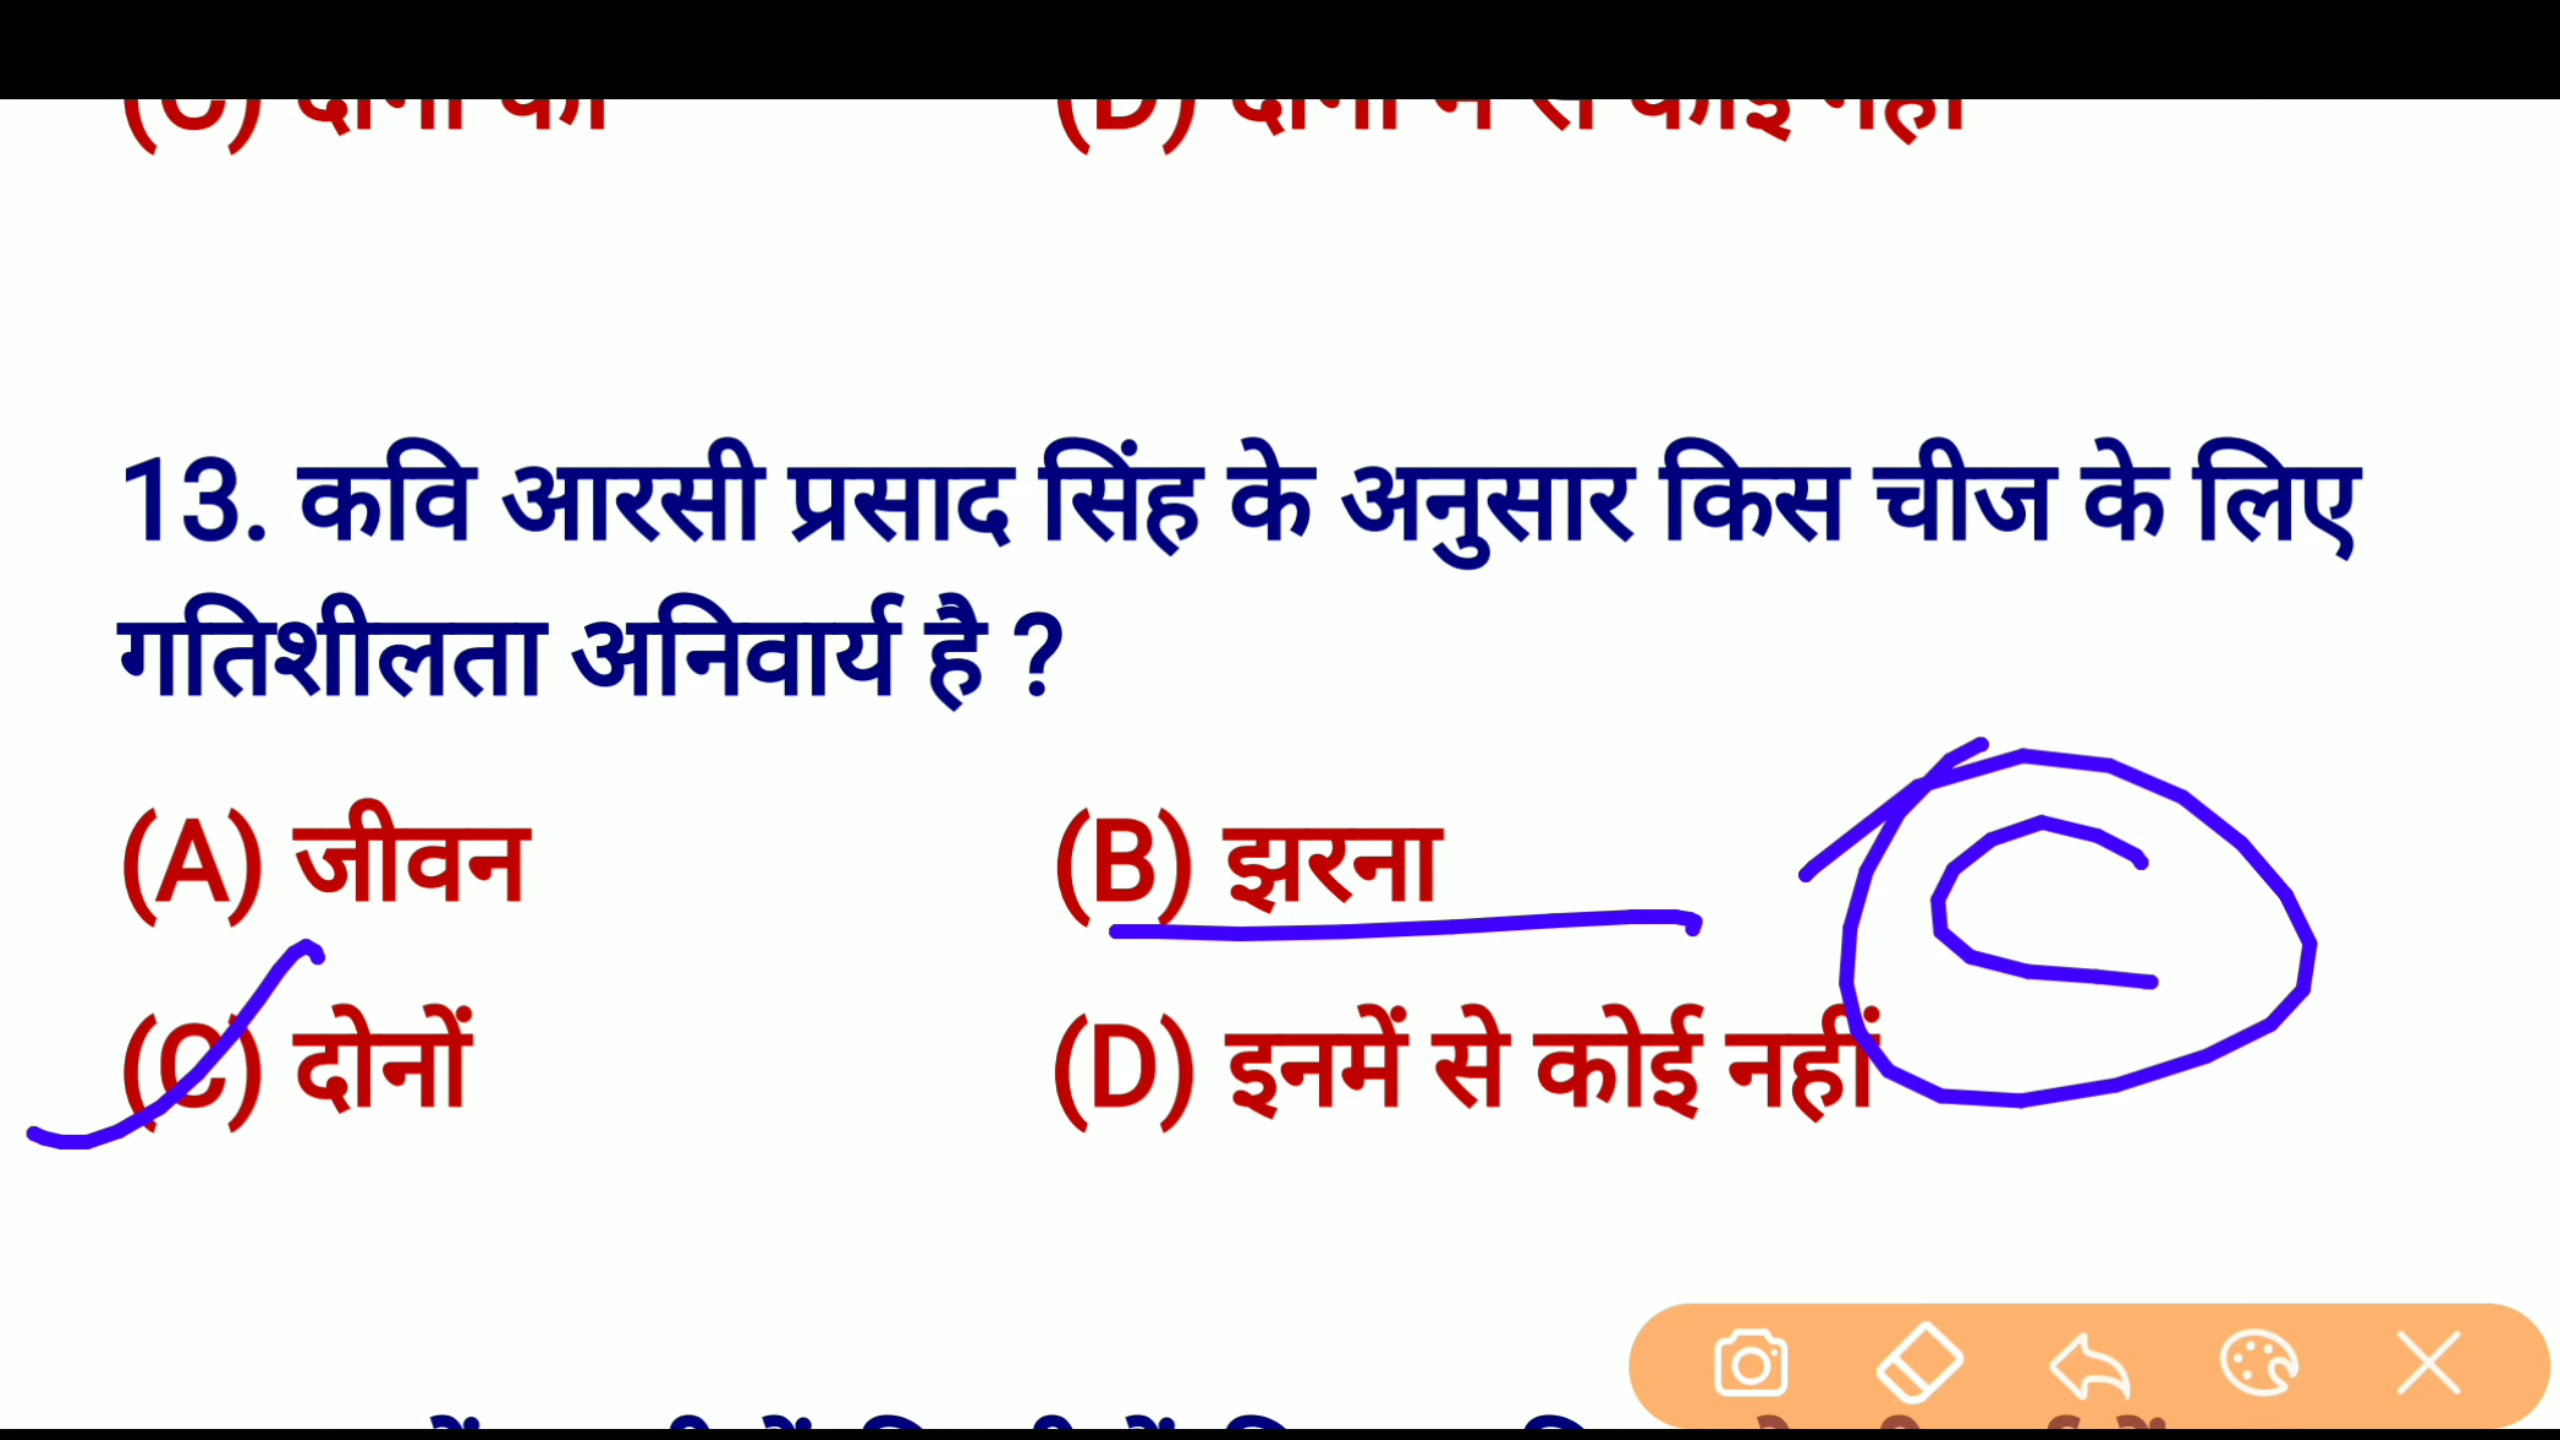 13. कवि आरसी प्रसाद सिंह के अनुसार किस चीज के लिए
गतिशीलता अनिवार्य है ?
(A) जीवन (B) झरना
C
(C) दोनों (D) इनमें से कोई नहीं